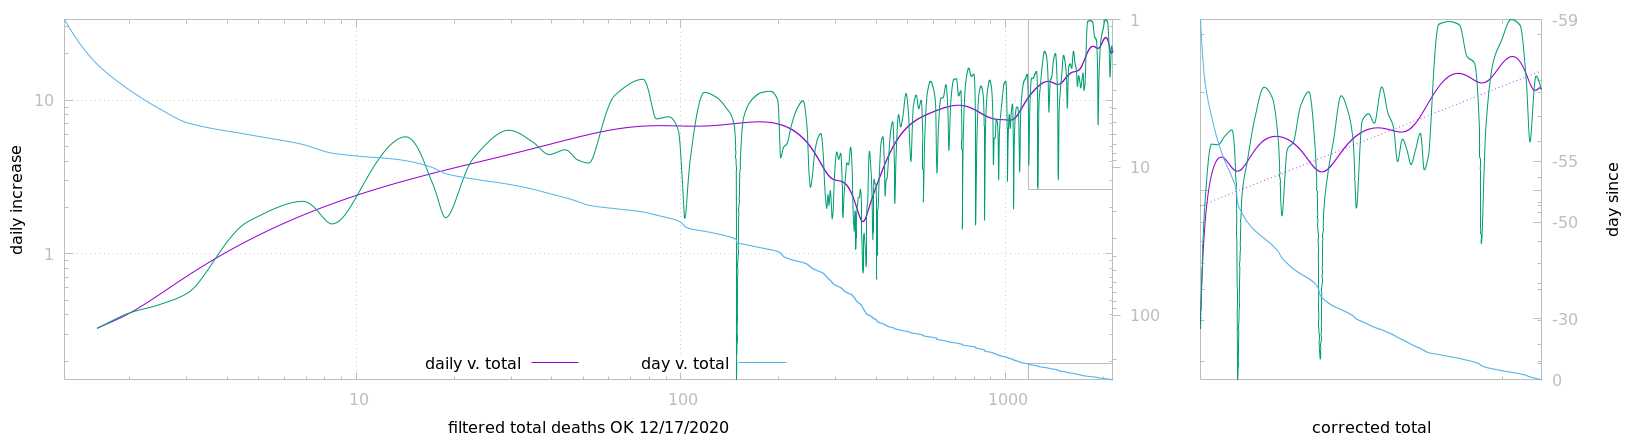 daily increase
10
1
1
10
100
daily v. total
day v. total
10
100
1000
filtered total deaths OK 12/17/2020
-59
-55
-50
-30
0
day since
corrected total